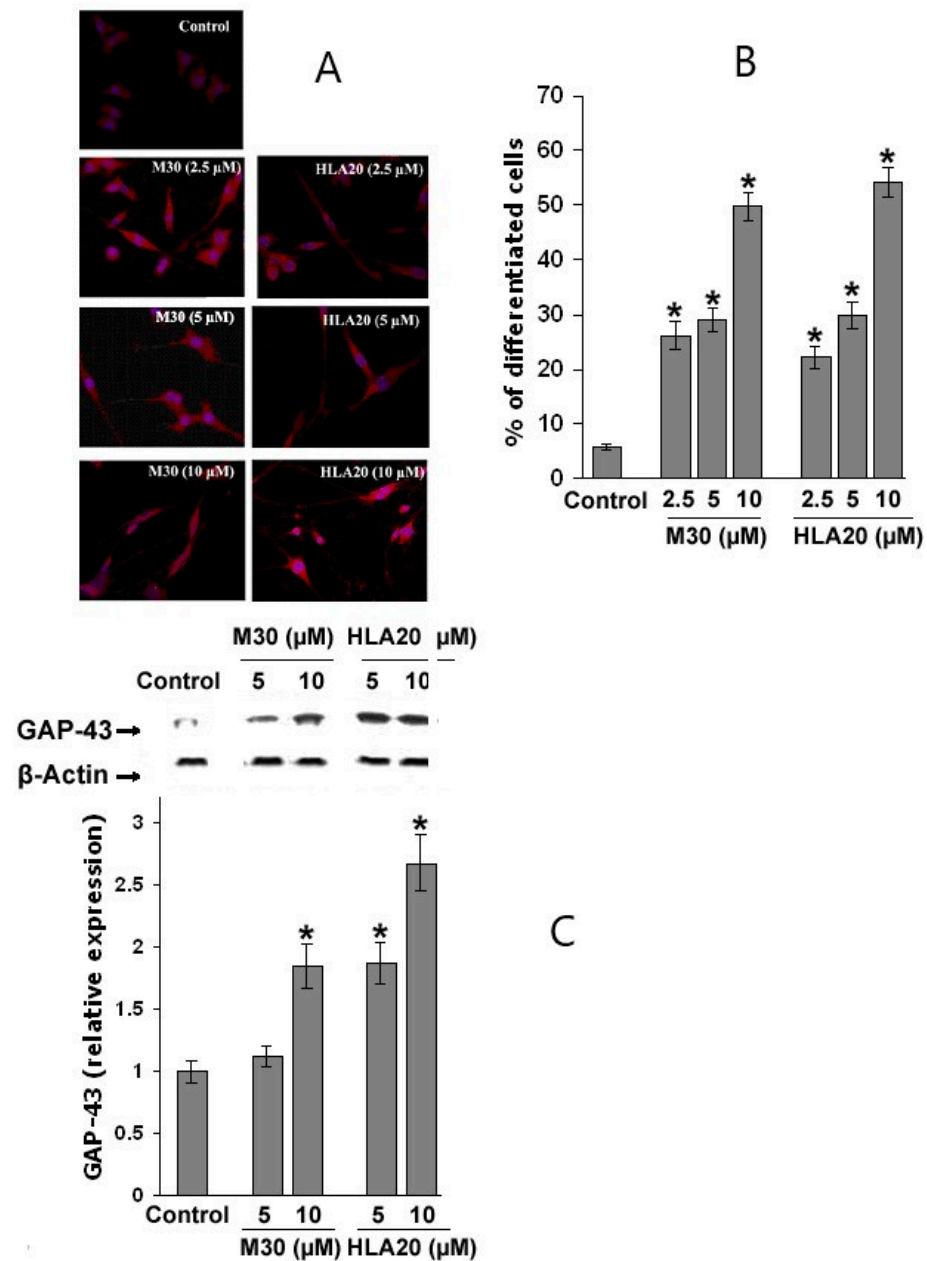 Control
A
M30 (2.5 µM)
HLA20 (2.5 µM)
M30 (5 µM)
HLA20 (5 µM)
M30 (10 µM)
HLA20 (10 µM)
B
% of differentiated cells
70
60
50
40
30
20
10
0
* * * * * *
Control 2.5 5 10 2.5 5 10
M30 (µM) HLA20 (µM)
M30 (µM) HLA20 µM)
Control 5 10 5 10
GAP-43
β-Actin
C
GAP-43 (relative expression)
3
2.5
2
1.5
1
0.5
0
* * *
Control 5 10 5 10
M30 (µM) HLA20 (µM)